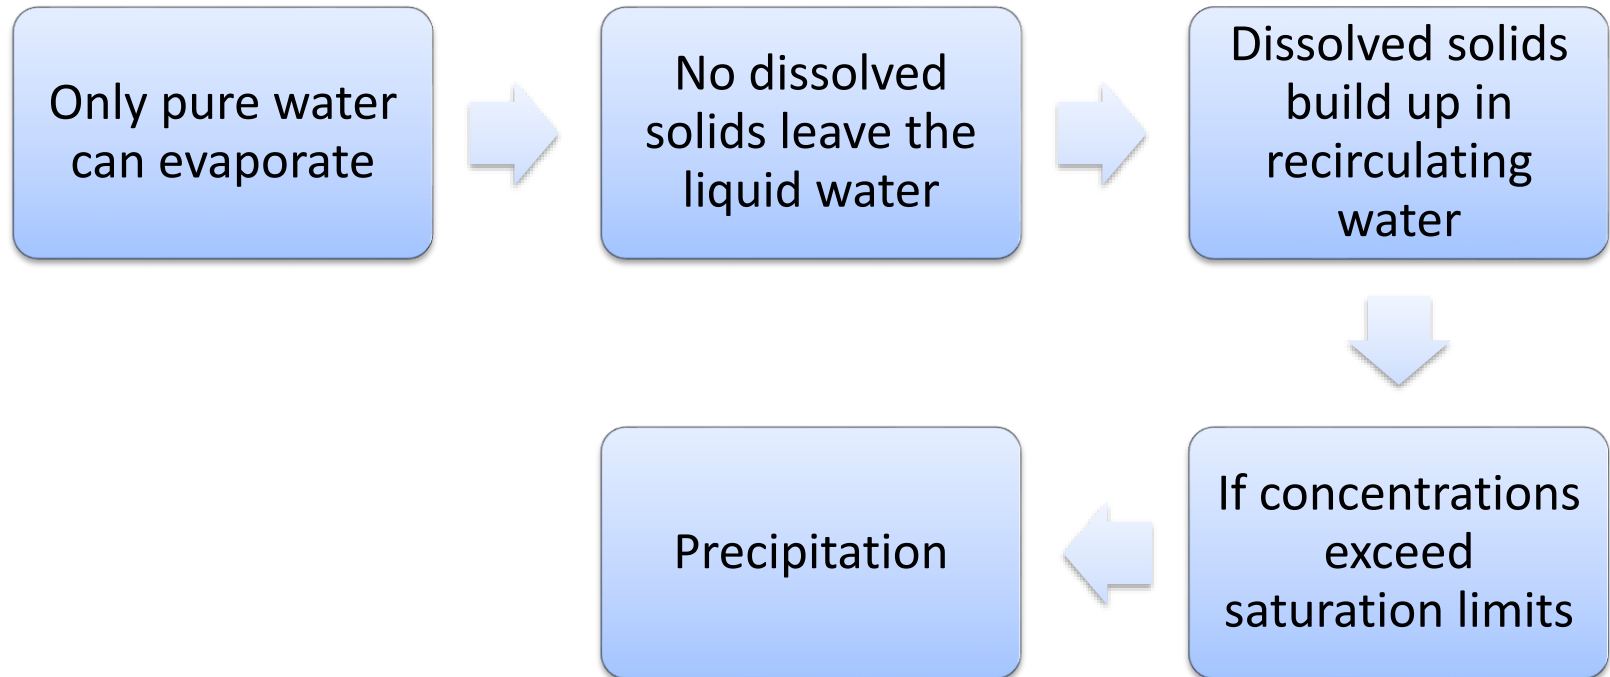 Only pure water
can evaporate
No dissolved
solids leave the
liquid water
Dissolved solids
build up in
recirculating
water
If concentrations
exceed
saturation limits
Precipitation